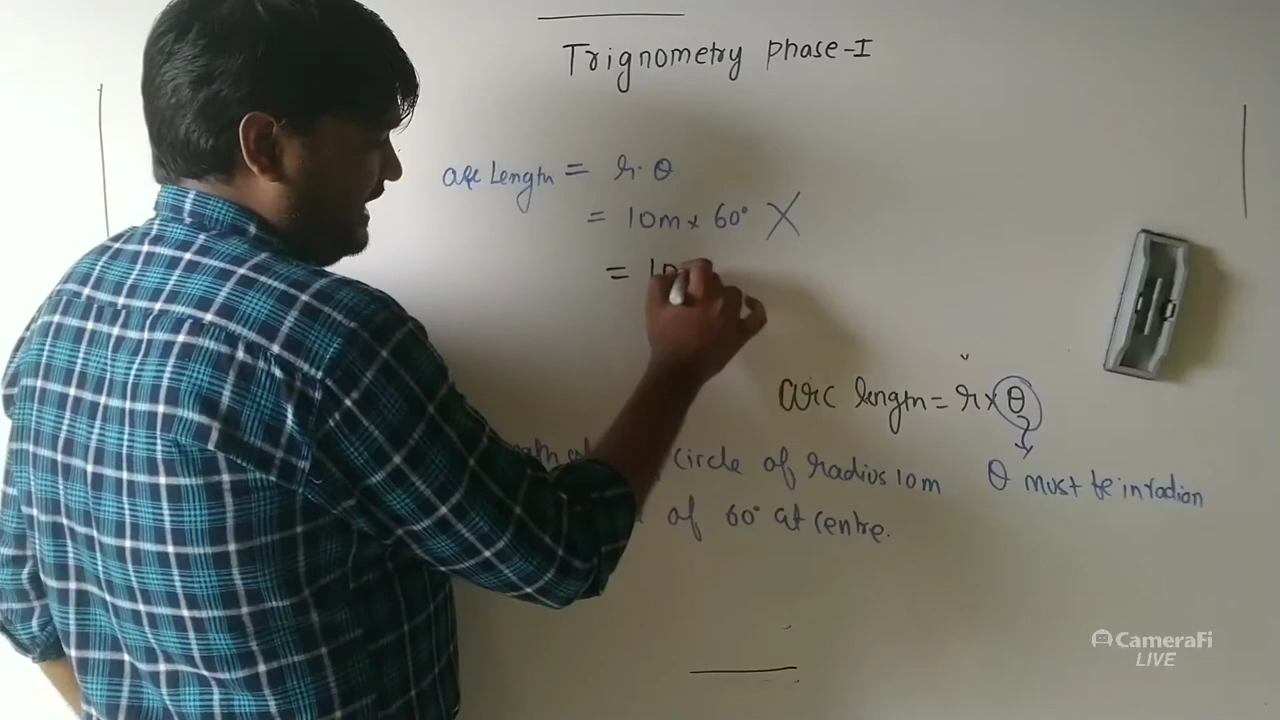 Trignometry phase-I
arc Length = r. θ
= 10m × 60° X
= 10
arc length = r × θ
circle of radius 10m
θ must be in radian
of 60° at centre.
CameraFi
LIVE